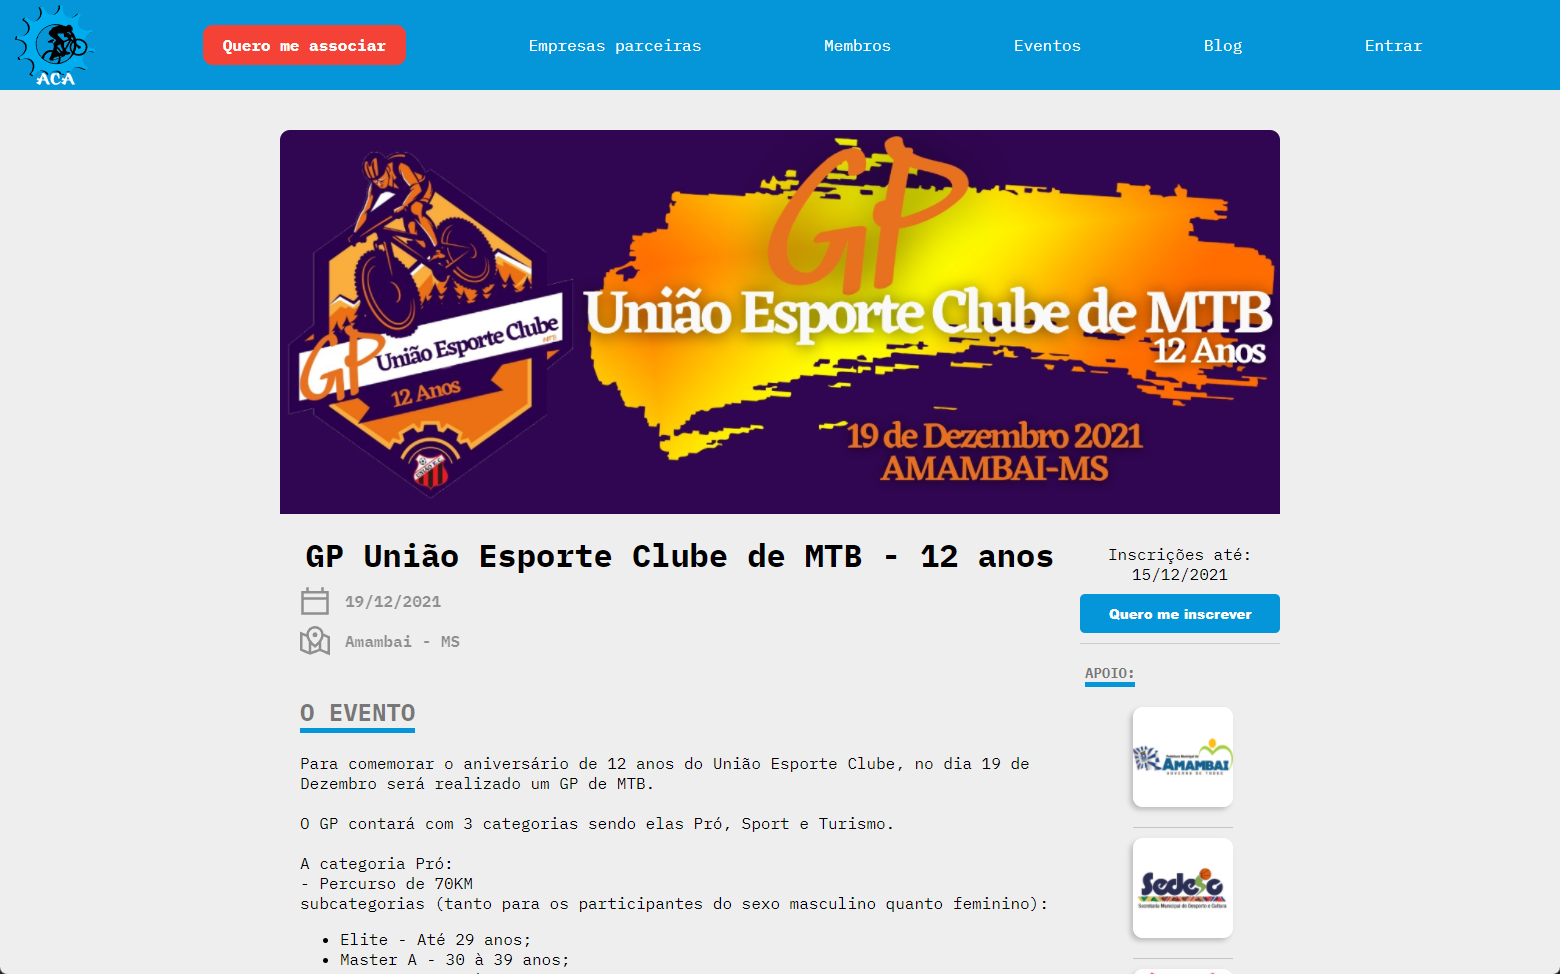 ACA
Quero me associar
Empresas parceiras
Membros
Eventos
Blog
Entrar
GP
União Esporte Clube
12 Anos
GP
União Esporte Clube de MTB
12 Anos
19 de Dezembro 2021
AMAMBAI-MS
GP União Esporte Clube de MTB - 12 anos
19/12/2021
Amambai - MS
Inscrições até:
15/12/2021
Quero me inscrever
APOIO:
AMAMBAI
Sedesc
Secretaria Municipal de Desporto e Cultura
O EVENTO
Para comemorar o aniversário de 12 anos do União Esporte Clube, no dia 19 de
Dezembro será realizado um GP de MTB.
O GP contará com 3 categorias sendo elas Pró, Sport e Turismo.
A categoria Pró:
- Percurso de 70KM
subcategorias (tanto para os participantes do sexo masculino quanto feminino):
• Elite - Até 29 anos;
• Master A - 30 à 39 anos;